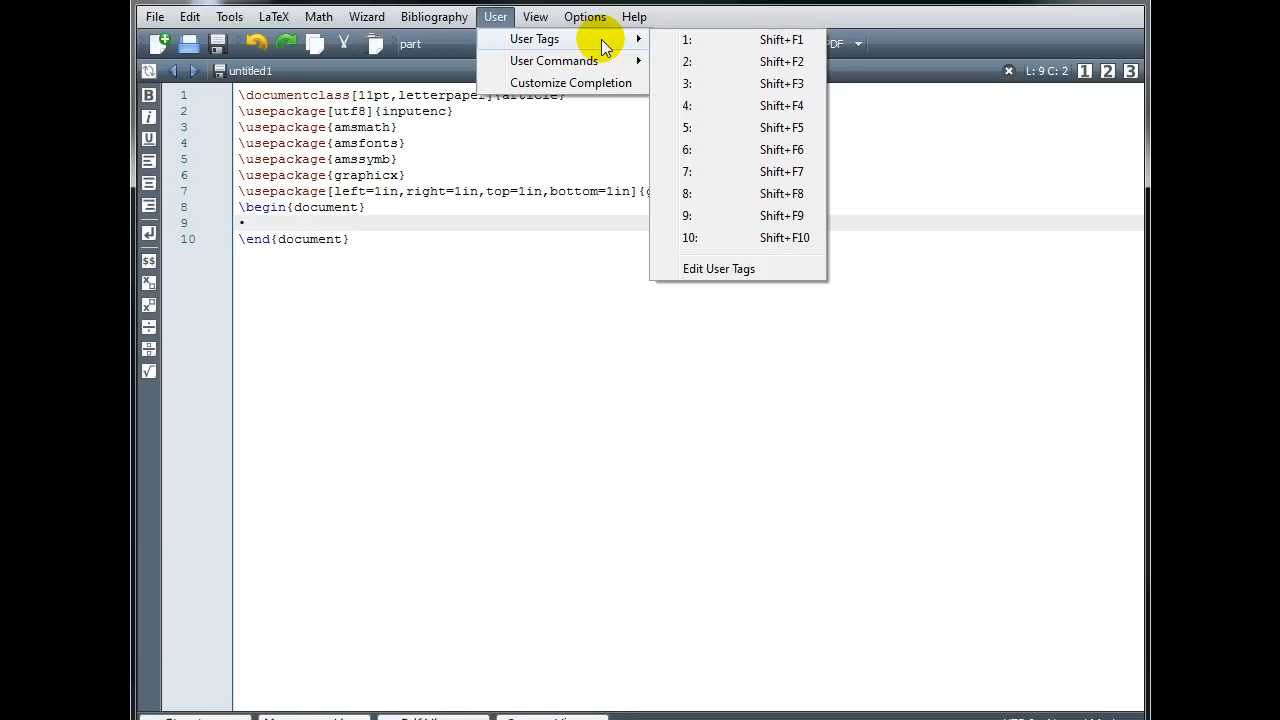 File Edit Tools LaTeX Math Wizard Bibliography User View Options Help
part
PDF
User Tags
User Commands
Customize Completion
1: Shift+F1
2: Shift+F2
3: Shift+F3
4: Shift+F4
5: Shift+F5
6: Shift+F6
7: Shift+F7
8: Shift+F8
9: Shift+F9
10: Shift+F10
Edit User Tags
untitled1
L: 9 C: 2 1 2 3
1 \documentclass[11pt,letterpaper]{article}
2 \usepackage[utf8]{inputenc}
3 \usepackage{amsmath}
4 \usepackage{amsfonts}
5 \usepackage{amssymb}
6 \usepackage{graphicx}
7 \usepackage[left=1in,right=1in,top=1in,bottom=1in]{
8 \begin{document}
9 •
10 \end{document}
B
i
U
$$